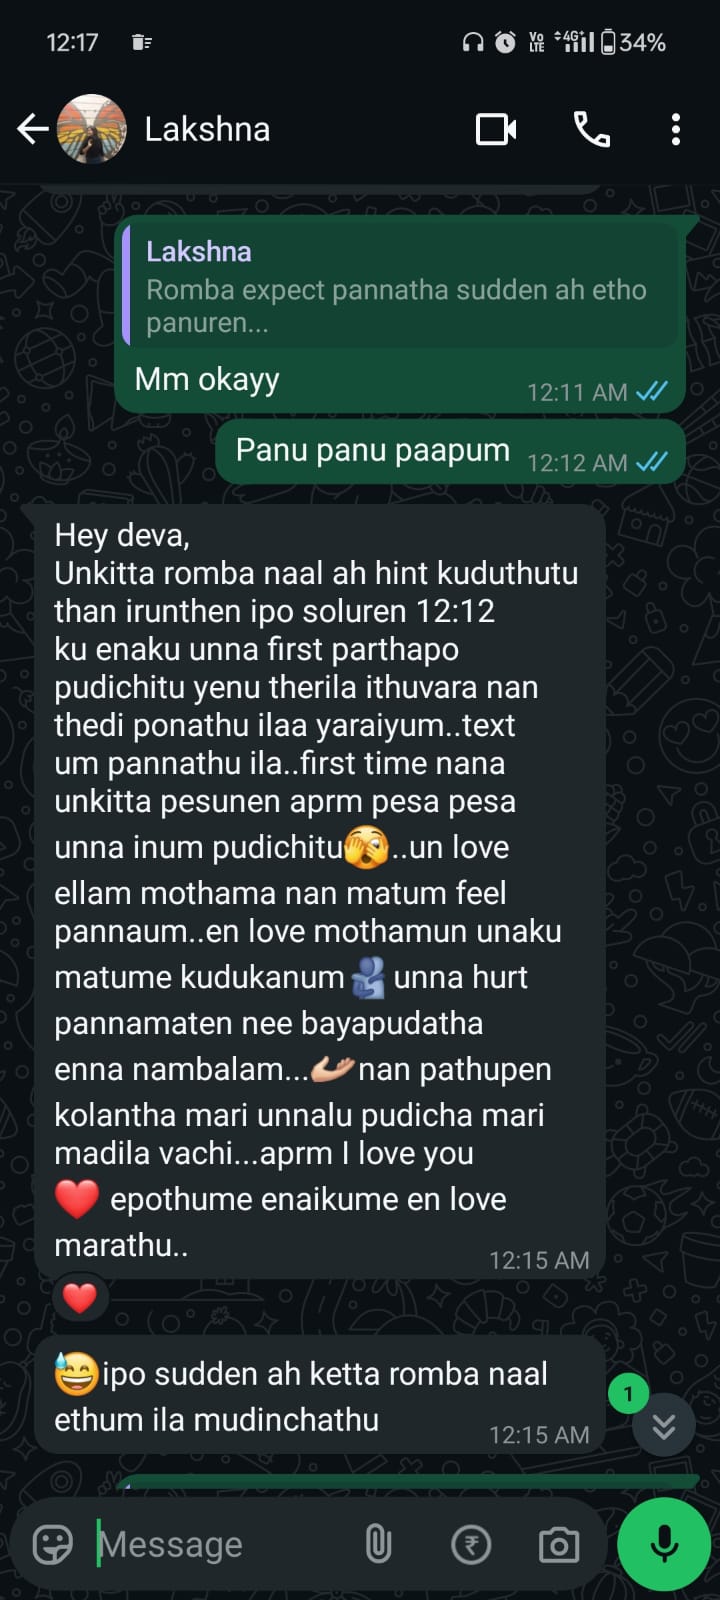 12:17
Vo LTE 4G+ 34%
Lakshna
Lakshna
Romba expect pannatha sudden ah etho
panuren...
Mm okayy
12:11 AM
Panu panu paapum
12:12 AM
Hey deva,
Unkitta romba naal ah hint kuduthutu
than irunthen ipo soluren 12:12
ku enaku unna first parthapo
pudichitu yenu therila ithuvara nan
thedi ponathu ilaa yaraiyum..text
um pannathu ila..first time nana
unkitta pesunen aprm pesa pesa
unna inum pudichitu🫣..un love
ellam mothama nan matum feel
pannaum..en love mothamun unaku
matume kudukanum🫂 unna hurt
pannamaten nee bayapudatha
enna nambalam...🫴🏼nan pathupen
kolantha mari unnalu pudicha mari
madila vachi...aprm I love you
❤️ epothume enaikume en love
marathu..
12:15 AM
❤️
😅ipo sudden ah ketta romba naal
ethum ila mudinchathu
12:15 AM
1
Message